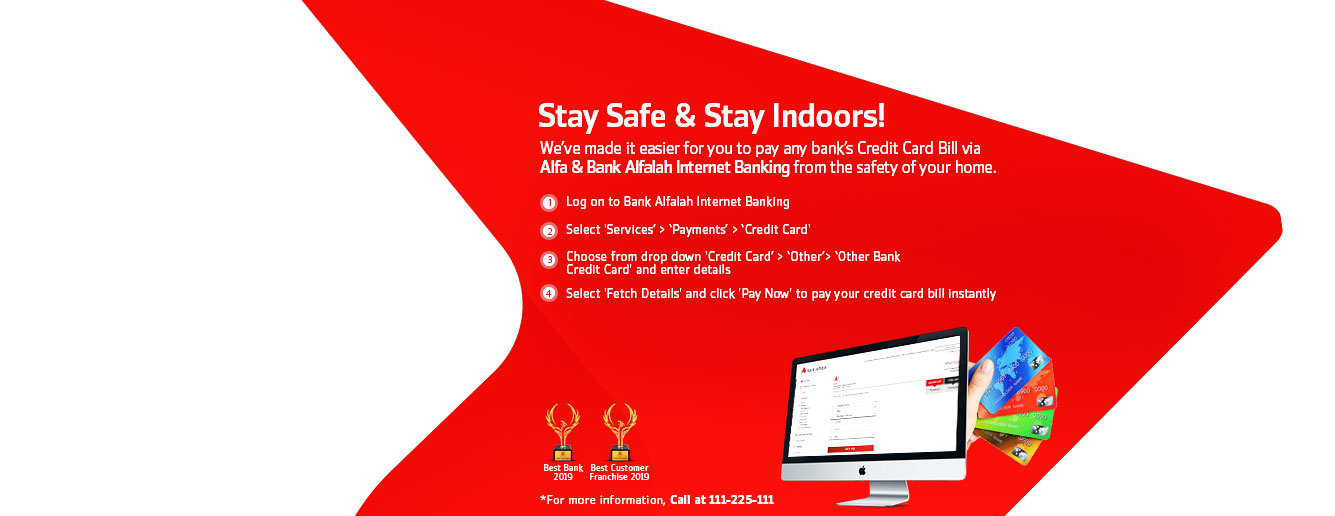 Stay Safe & Stay Indoors!
We've made it easier for you to pay any bank's Credit Card Bill via
Alfa & Bank Alfalah Internet Banking from the safety of your home.
1 Log on to Bank Alfalah Internet Banking
2 Select 'Services' > 'Payments' > 'Credit Card'
3 Choose from drop down 'Credit Card' > 'Other'> 'Other Bank
Credit Card' and enter details
4 Select 'Fetch Details' and click 'Pay Now' to pay your credit card bill instantly
Best Bank
2019
Best Customer
Franchise 2019
*For more information, Call at 111-225-111